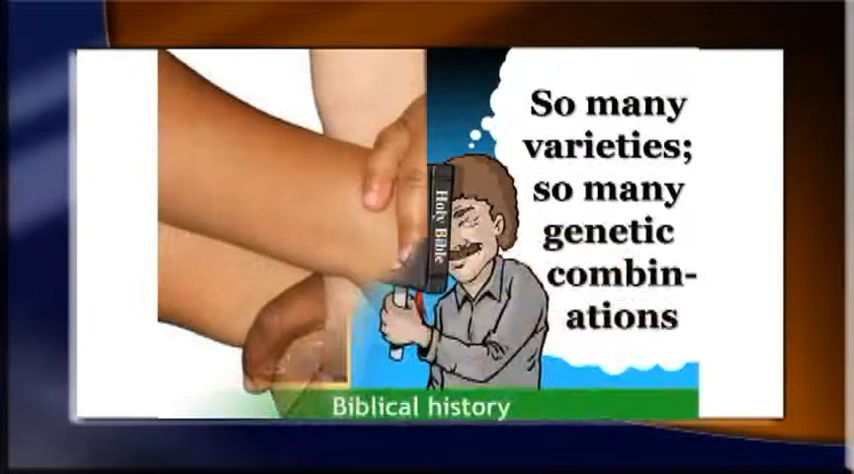 So many
varieties;
so many
genetic
combin-
ations
Holy Bible
Biblical history